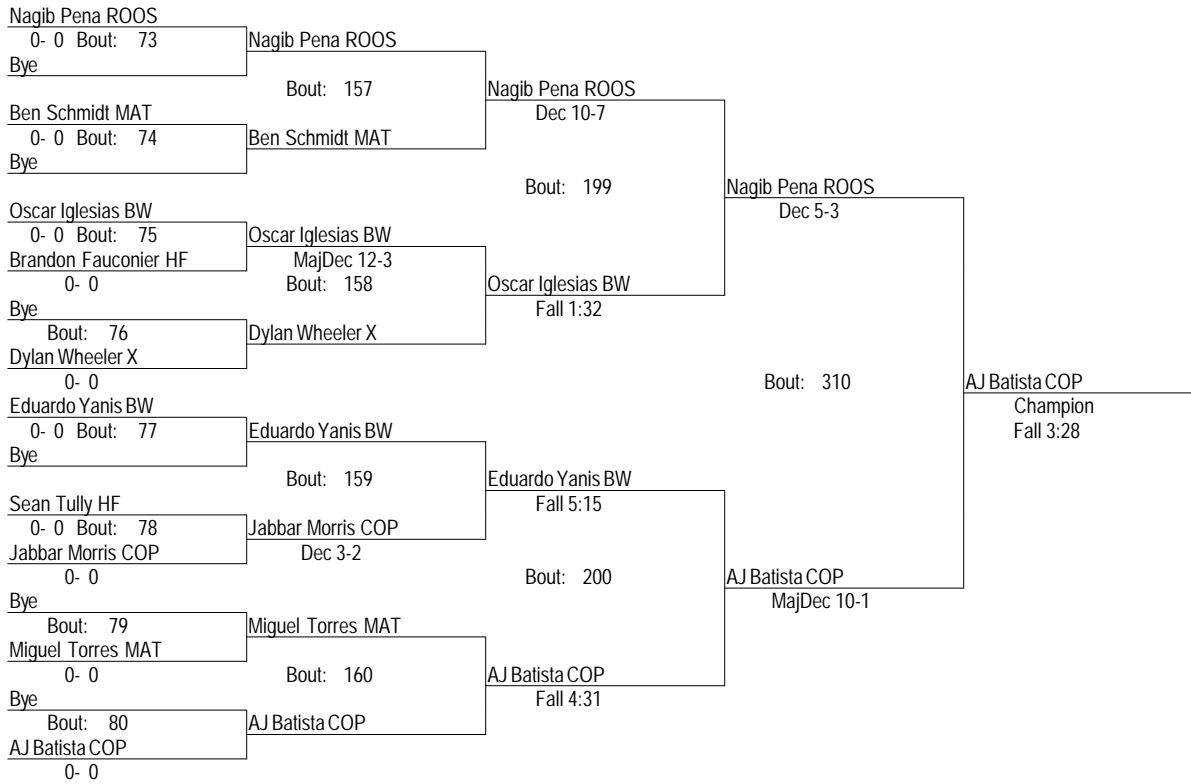 Nagib Pena ROOS
0- 0 Bout: 73
Nagib Pena ROOS
Bye
Bout: 157
Nagib Pena ROOS
Ben Schmidt MAT
Dec 10-7
0- 0 Bout: 74
Ben Schmidt MAT
Bye
Bout: 199
Nagib Pena ROOS
Oscar Iglesias BW
Dec 5-3
0- 0 Bout: 75
Oscar Iglesias BW
Brandon Fauconier HF
MajDec 12-3
0- 0
Bout: 158
Oscar Iglesias BW
Bye
Fall 1:32
Bout: 76
Dylan Wheeler X
Dylan Wheeler X
0- 0
Bout: 310
AJ Batista COP
Eduardo Yanis BW
Champion
0- 0 Bout: 77
Eduardo Yanis BW
Fall 3:28
Bye
Bout: 159
Eduardo Yanis BW
Sean Tully HF
Fall 5:15
0- 0 Bout: 78
Jabbar Morris COP
Jabbar Morris COP
Dec 3-2
0- 0
Bout: 200
AJ Batista COP
Bye
MajDec 10-1
Bout: 79
Miguel Torres MAT
Miguel Torres MAT
0- 0
Bout: 160
AJ Batista COP
Bye
Fall 4:31
Bout: 80
AJ Batista COP
AJ Batista COP
0- 0